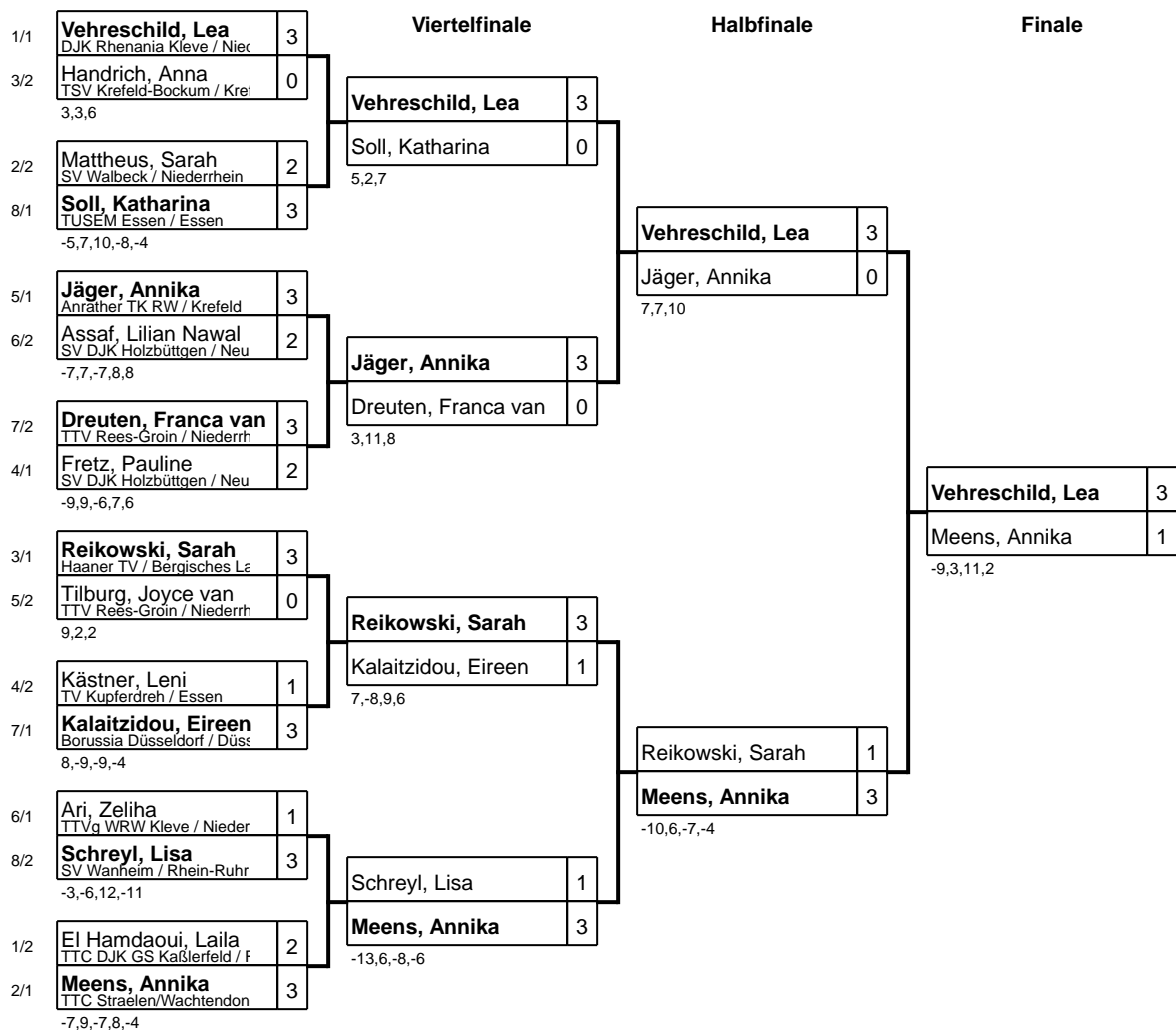 Viertelfinale
Halbfinale
Finale
1/1 Vehreschild, Lea 3
DJK Rhenania Kleve / Nied
3/2 Handrich, Anna 0
TSV Krefeld-Bockum / Kref
3,3,6
2/2 Mattheus, Sarah 2
SV Walbeck / Niederrhein
8/1 Soll, Katharina 3
TUSEM Essen / Essen
-5,7,10,-8,-4
5/1 Jäger, Annika 3
Anrather TK RW / Krefeld
6/2 Assaf, Lilian Nawal 2
SV DJK Holzbüttgen / Neu
-7,7,-7,8,8
7/2 Dreuten, Franca van 3
TTV Rees-Groin / Niederrh
4/1 Fretz, Pauline 2
SV DJK Holzbüttgen / Neu
-9,9,-6,7,6
3/1 Reikowski, Sarah 3
Haaner TV / Bergisches La
5/2 Tilburg, Joyce van 0
TTV Rees-Groin / Niederrh
9,2,2
4/2 Kästner, Leni 1
TV Kupferdreh / Essen
7/1 Kalaitzidou, Eireen 3
Borussia Düsseldorf / Düss
8,-9,-9,-4
6/1 Ari, Zeliha 1
TTVg WRW Kleve / Nieder
8/2 Schreyl, Lisa 3
SV Wanheim / Rhein-Ruhr
-3,-6,12,-11
1/2 El Hamdaoui, Laila 2
TTC DJK GS Kaßlerfeld /
2/1 Meens, Annika 3
TTC Straelen/Wachtendon
-7,9,-7,8,-4
Vehreschild, Lea 3
Soll, Katharina 0
5,2,7
Jäger, Annika 3
Dreuten, Franca van 0
3,11,8
Reikowski, Sarah 3
Kalaitzidou, Eireen 1
7,-8,9,6
Schreyl, Lisa 1
Meens, Annika 3
-13,6,-8,-6
Vehreschild, Lea 3
Jäger, Annika 0
7,7,10
Reikowski, Sarah 1
Meens, Annika 3
-10,6,-7,-4
Vehreschild, Lea 3
Meens, Annika 1
-9,3,11,2